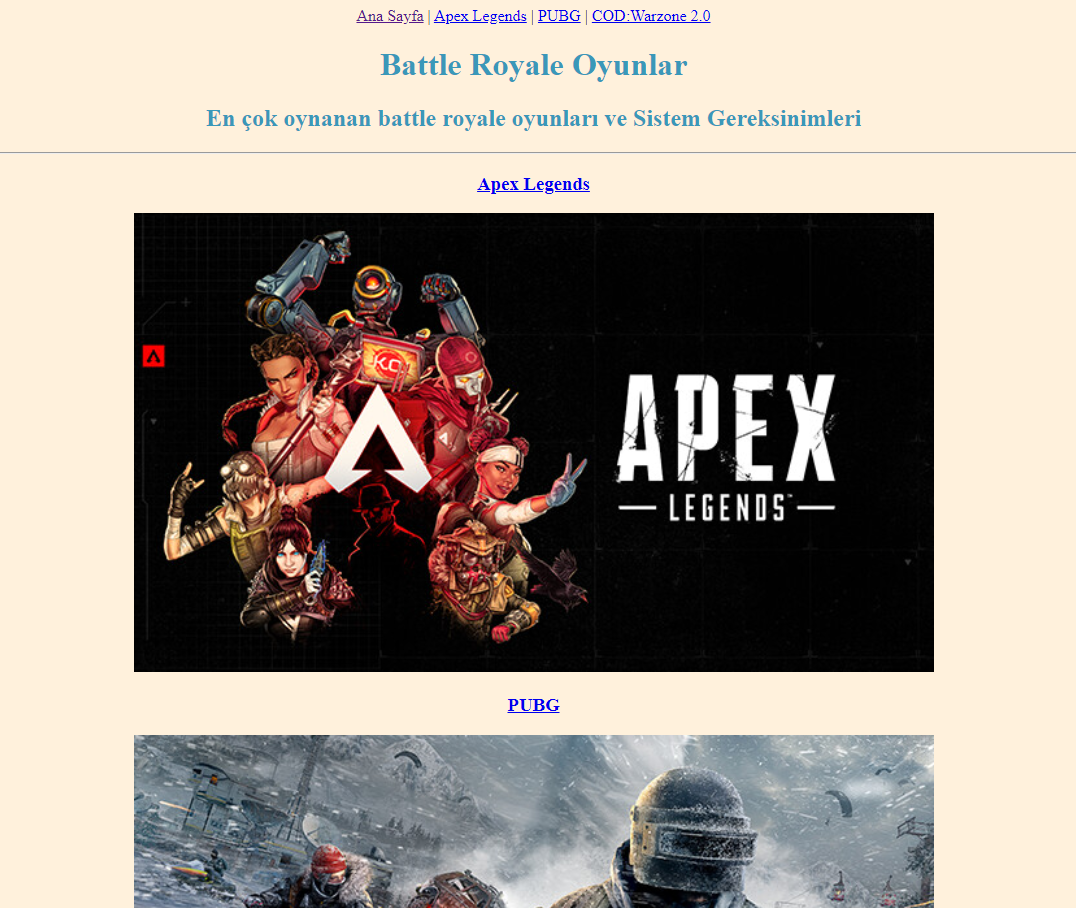 Ana Sayfa | Apex Legends | PUBG | COD:Warzone 2.0
Battle Royale Oyunlar
En çok oynanan battle royale oyunları ve Sistem Gereksinimleri
Apex Legends
APEX
LEGENDS™
PUBG